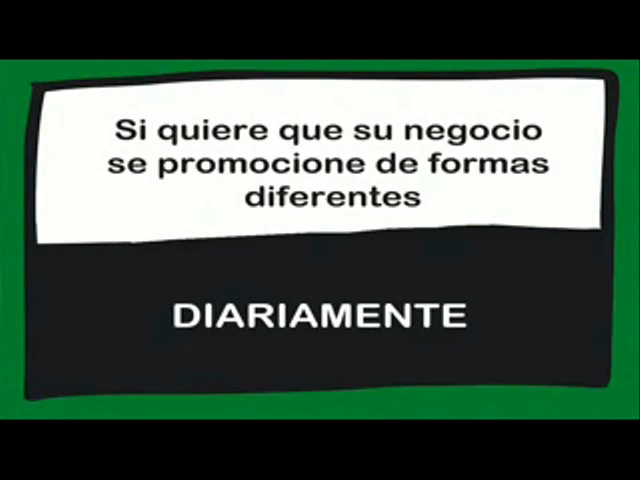 Si quiere que su negocio
se promocione de formas
diferentes
DIARIAMENTE